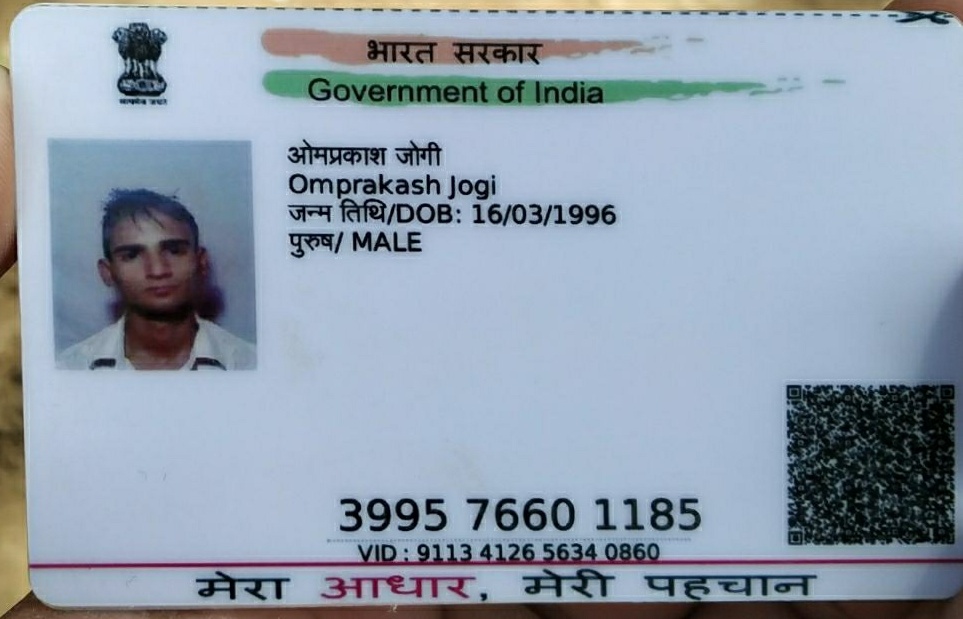 भारत सरकार
Government of India
सत्यमेव जयते
ओमप्रकाश जोगी
Omprakash Jogi
जन्म तिथि/DOB: 16/03/1996
पुरुष/ MALE
3995 7660 1185
VID : 9113 4126 5634 0860
मेरा आधार, मेरी पहचान